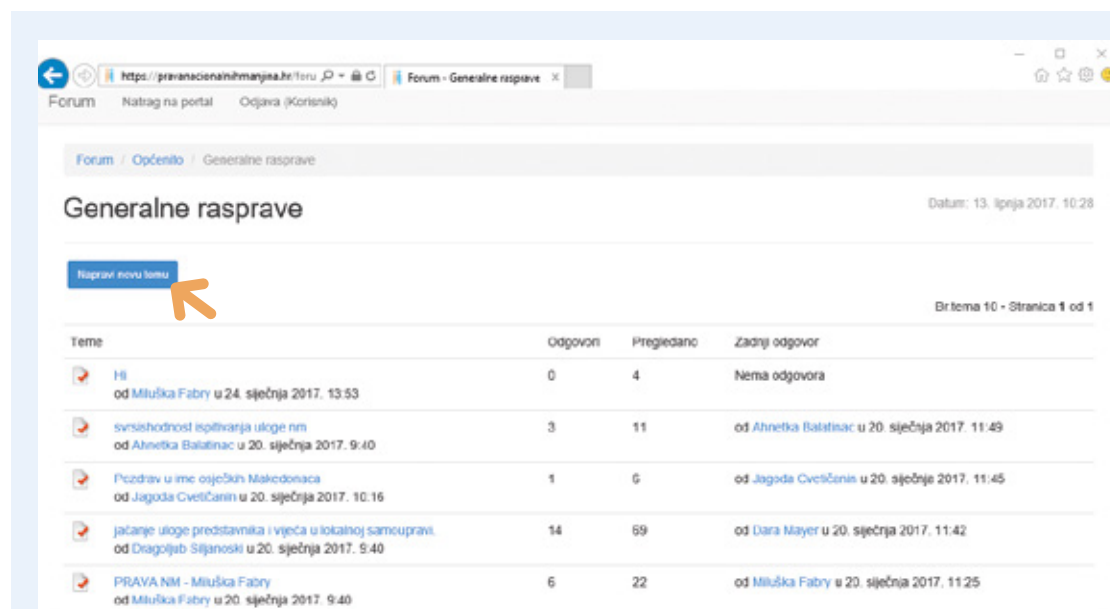 https://pravanacionalnihmanjina.hr/foru
Forum - Generalne rasprave
Forum Natrag na portal Odjava (Korisnik)
Forum / Općenito / Generalne rasprave
Generalne rasprave
Datum: 13. lipnja 2017. 10:28
Napravi novu temu
Br.tema 10 - Stranica 1 od 1
Teme Odgovori Pregledano Zadnji odgovor
Hi 0 4 Nema odgovora
od Miluška Fabry u 24. siječnja 2017. 13:53
svrsishodnost ispitivanja uloge nm 3 11 od Ahnetka Balatinac u 20. siječnja 2017. 11:49
od Ahnetka Balatinac u 20. siječnja 2017. 9:40
Pozdrav u ime osječkih Makedonaca 1 6 od Jagoda Cvetičanin u 20. siječnja 2017. 11:45
od Jagoda Cvetičanin u 20. siječnja 2017. 10:16
jačanje uloge predstavnika i vijeća u lokalnoj samoupravi. 14 69 od Dara Mayer u 20. siječnja 2017. 11:42
od Dragoljub Siljanoski u 20. siječnja 2017. 9:40
PRAVA NM - Miluška Fabry 6 22 od Miluška Fabry u 20. siječnja 2017. 11:25
od Miluška Fabry u 20. siječnja 2017. 9:40